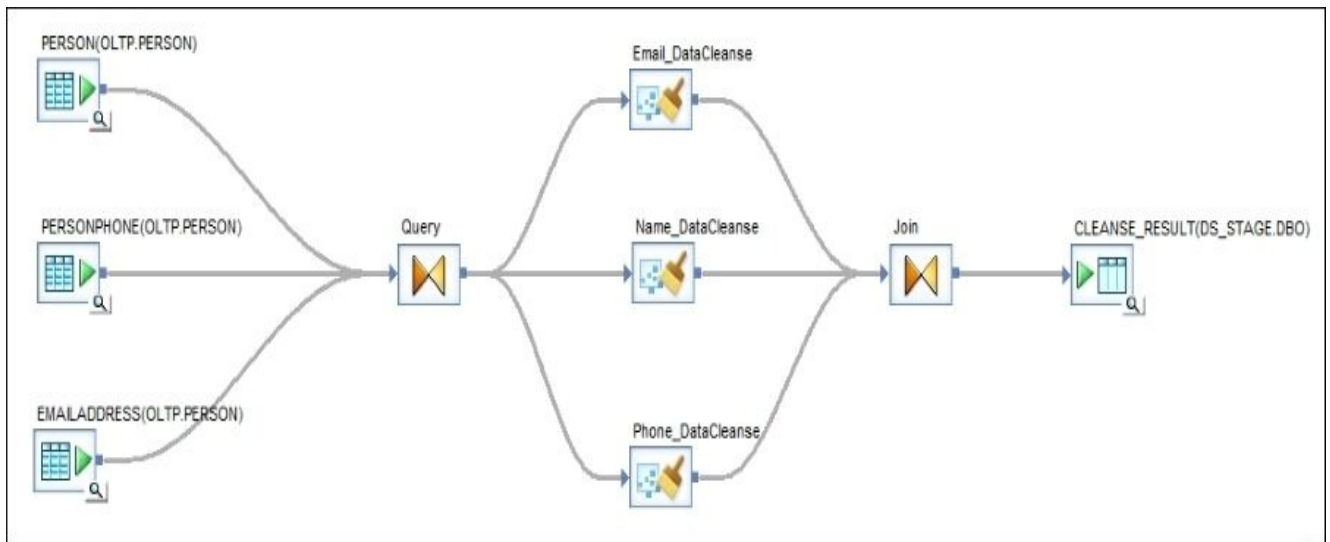 PERSON(OLTP.PERSON)
Email_DataCleanse
PERSONPHONE(OLTP.PERSON)
Query
Name_DataCleanse
Join
CLEANSE_RESULT(DS_STAGE.DBO)
EMAILADDRESS(OLTP.PERSON)
Phone_DataCleanse